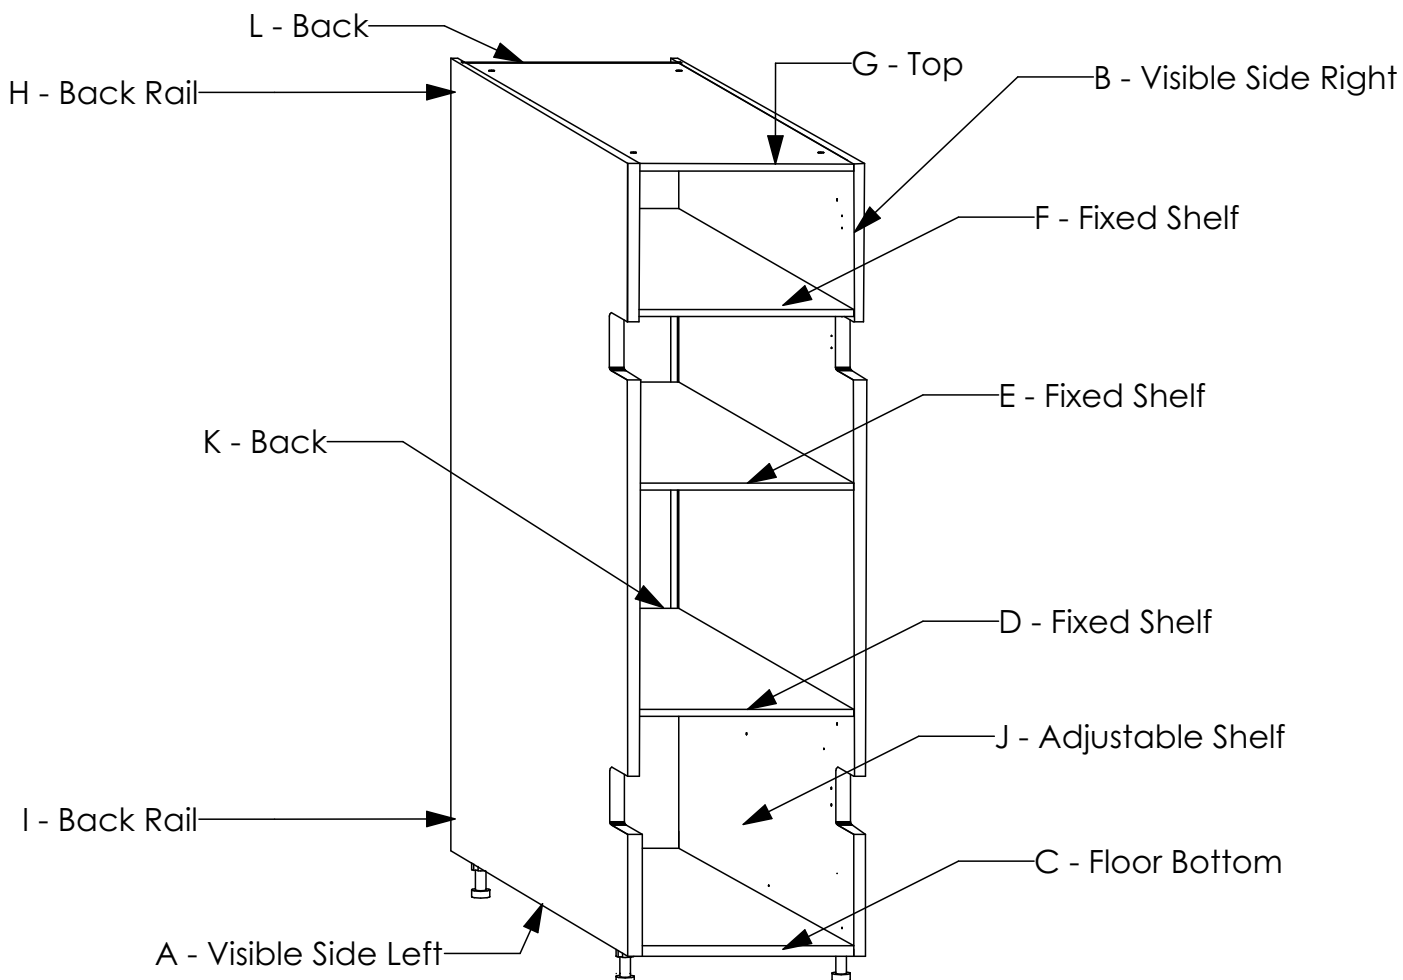 L - Back
G - Top
B - Visible Side Right
H - Back Rail
F - Fixed Shelf
E - Fixed Shelf
K - Back
D - Fixed Shelf
J - Adjustable Shelf
I - Back Rail
C - Floor Bottom
A - Visible Side Left